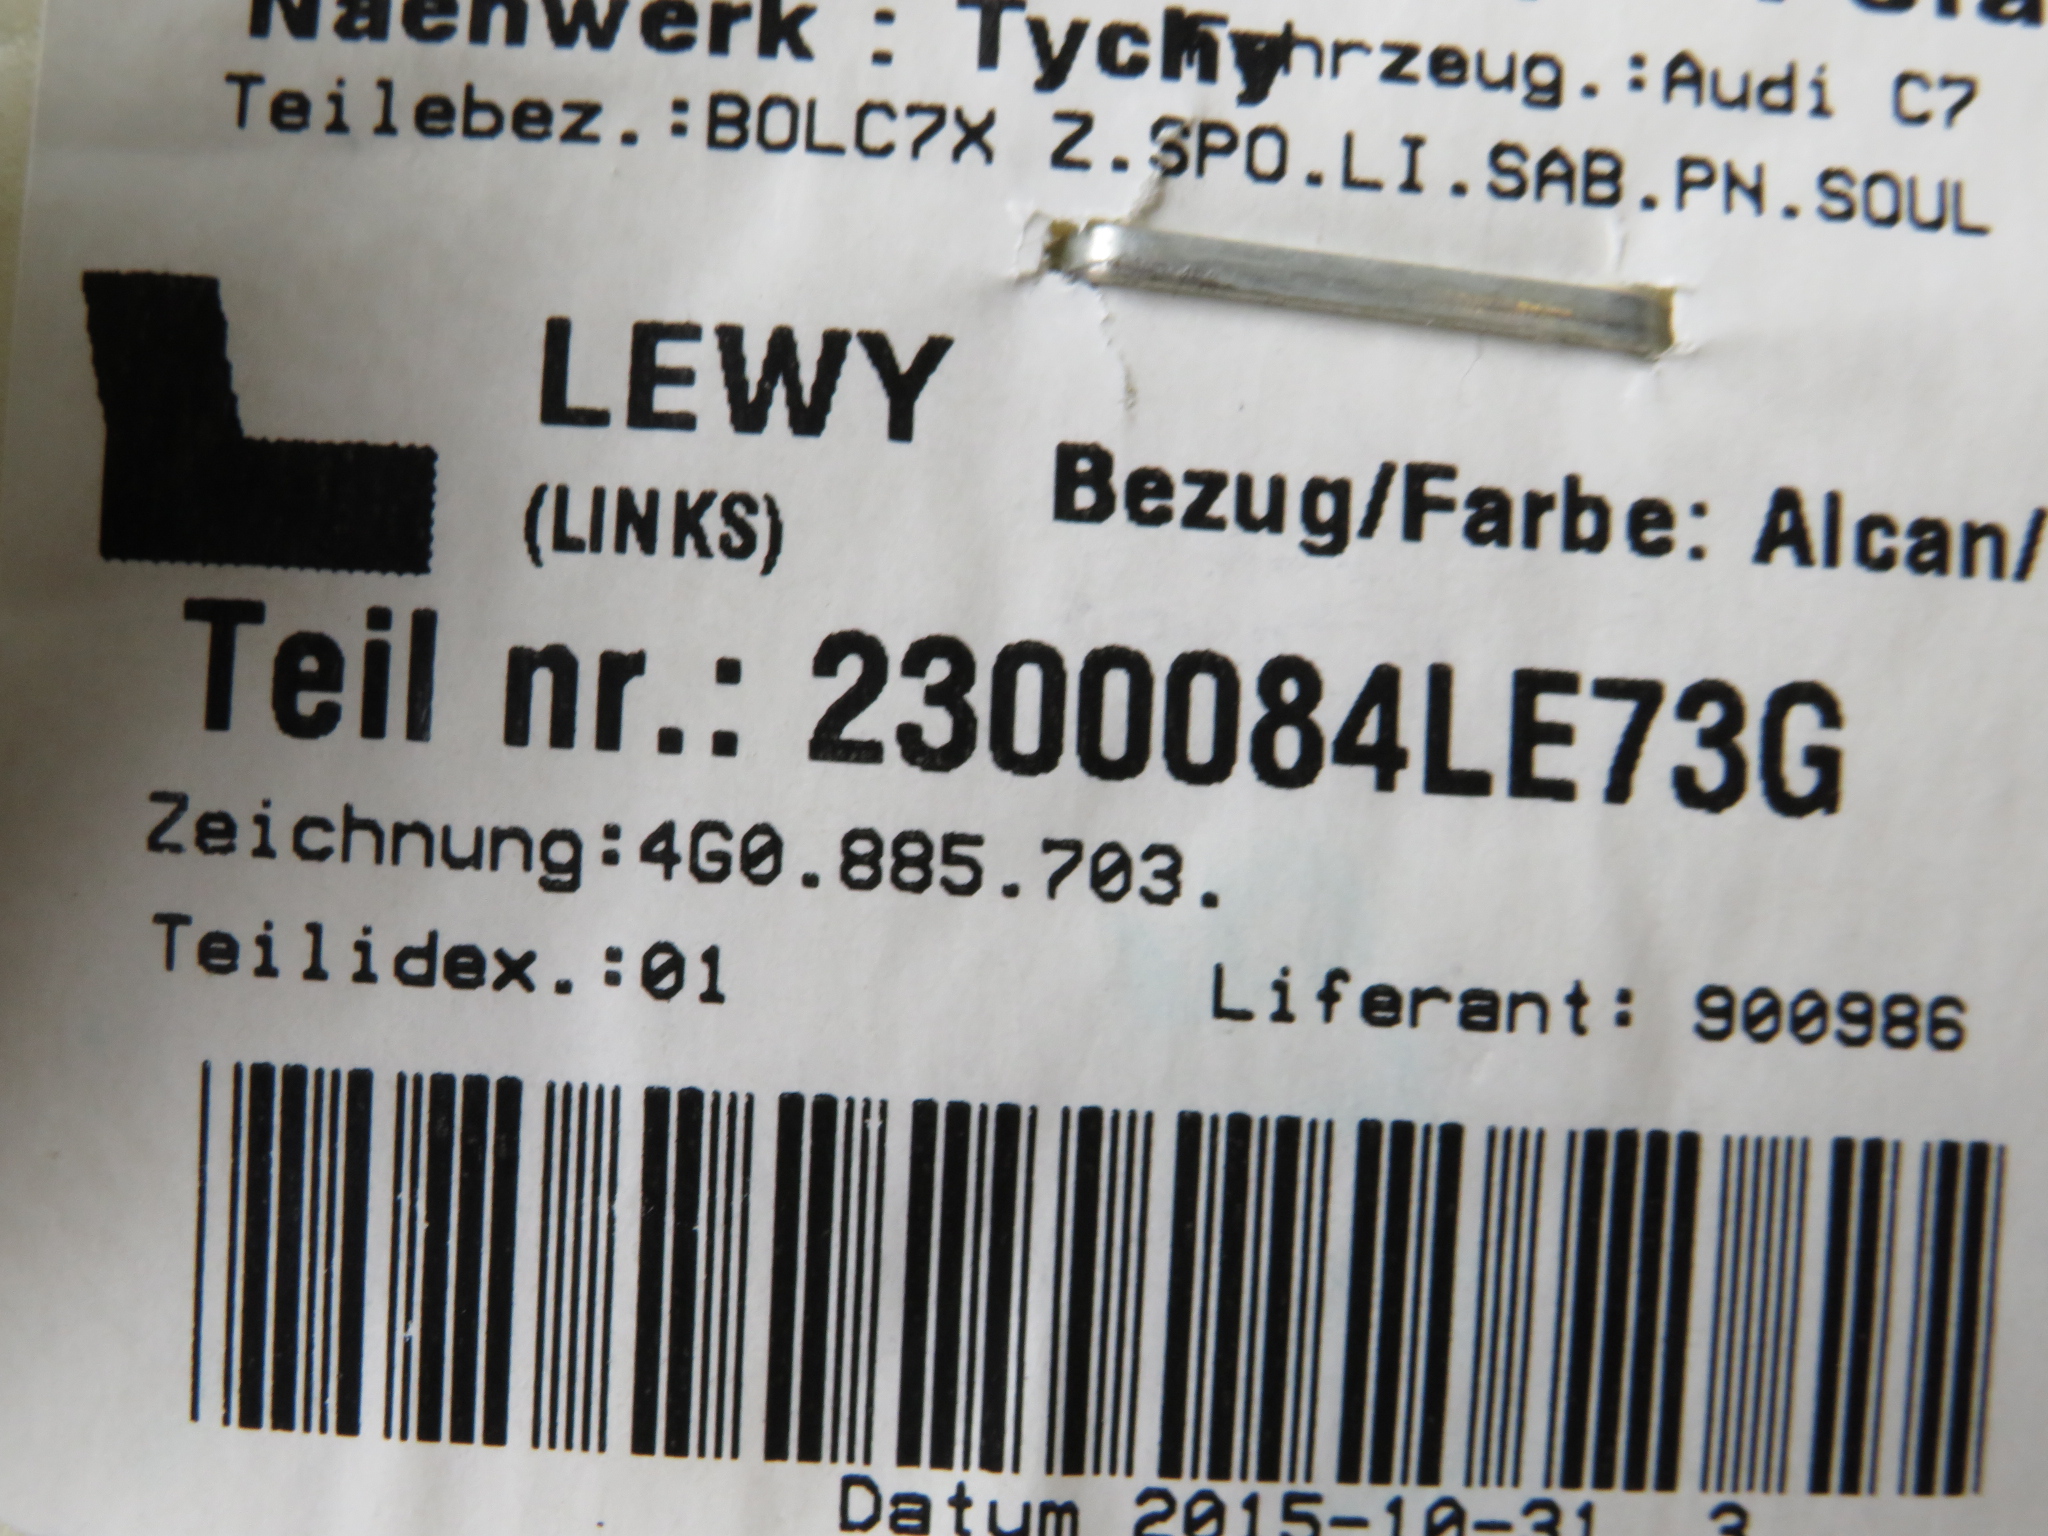 Naehwerk : Tychy
Fahrzeug.:Audi C7
Teilebez.:BOLC7X Z.SPO.LI.SAB.PN.SOUL
LEWY
(LINKS)
Bezug/Farbe: Alcan/
Teil nr.: 2300084LE73G
Zeichnung:4G0.885.703.
Teilidex.:01
Liferant: 900986
Datum 2015-10-31 3